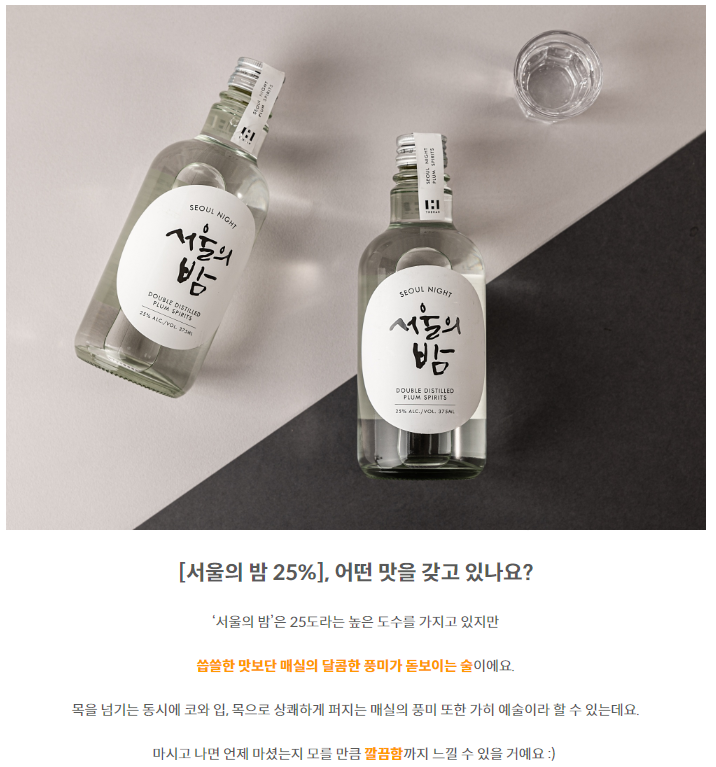 SEOUL NIGHT
PLUM SPIRITS
SEOUL NIGHT
서울의
밤
DOUBLE DISTILLED
PLUM SPIRITS
25% ALC./VOL. 375ML
SEOUL NIGHT
PLUM SPIRITS
SEOUL NIGHT
서울의
밤
DOUBLE DISTILLED
PLUM SPIRITS
25% ALC./VOL. 375ML
[서울의 밤 25%], 어떤 맛을 갖고 있나요?
‘서울의 밤’은 25도라는 높은 도수를 가지고 있지만
씁쓸한 맛보단 매실의 달콤한 풍미가 돋보이는 술이에요.
목을 넘기는 동시에 코와 입, 목으로 상쾌하게 퍼지는 매실의 풍미 또한 가히 예술이라 할 수 있는데요.
마시고 나면 언제 마셨는지 모를 만큼 깔끔함까지 느낄 수 있을 거예요 :)